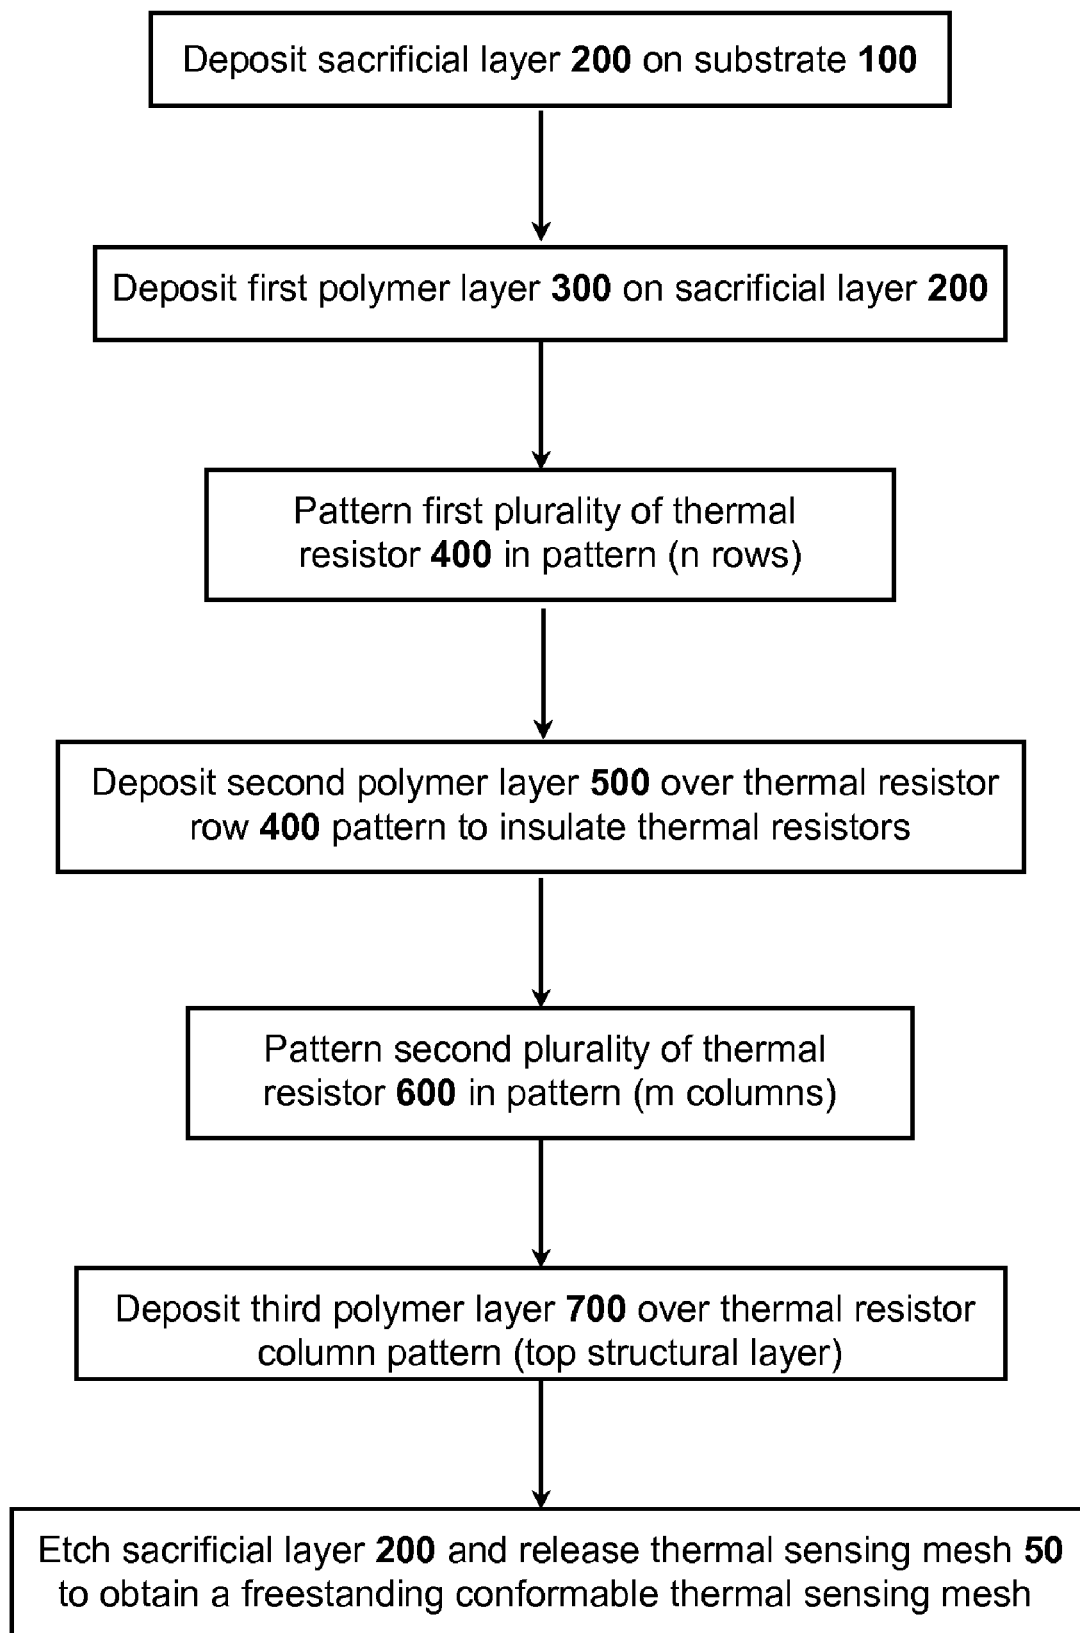 Deposit sacrificial layer 200 on substrate 100
Deposit first polymer layer 300 on sacrificial layer 200
Pattern first plurality of thermal
resistor 400 in pattern (n rows)
Deposit second polymer layer 500 over thermal resistor
row 400 pattern to insulate thermal resistors
Pattern second plurality of thermal
resistor 600 in pattern (m columns)
Deposit third polymer layer 700 over thermal resistor
column pattern (top structural layer)
Etch sacrificial layer 200 and release thermal sensing mesh 50
to obtain a freestanding conformable thermal sensing mesh